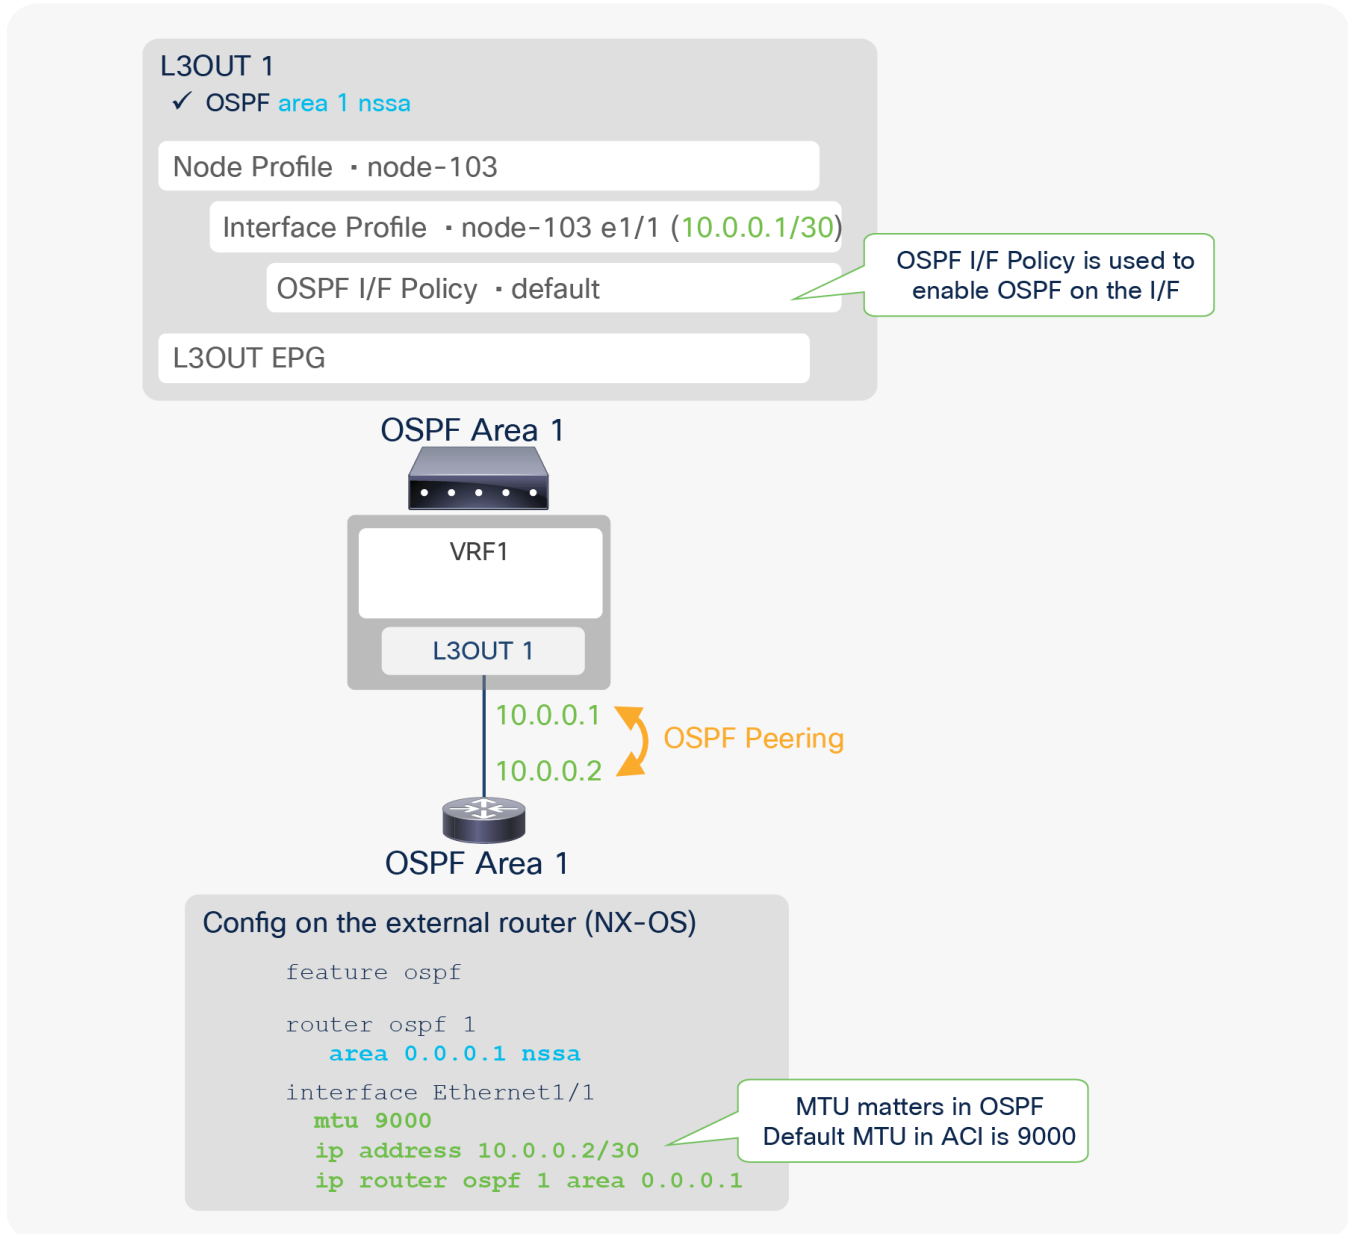 L3OUT 1
✓ OSPF area 1 nssa
Node Profile ・node-103
Interface Profile ・node-103 e1/1 (10.0.0.1/30)
OSPF I/F Policy ・default
OSPF I/F Policy is used to
enable OSPF on the I/F
L3OUT EPG
OSPF Area 1
VRF1
L3OUT 1
10.0.0.1
OSPF Peering
10.0.0.2
OSPF Area 1
Config on the external router (NX-OS)
feature ospf
router ospf 1
area 0.0.0.1 nssa
interface Ethernet1/1
mtu 9000
ip address 10.0.0.2/30
ip router ospf 1 area 0.0.0.1
MTU matters in OSPF
Default MTU in ACI is 9000